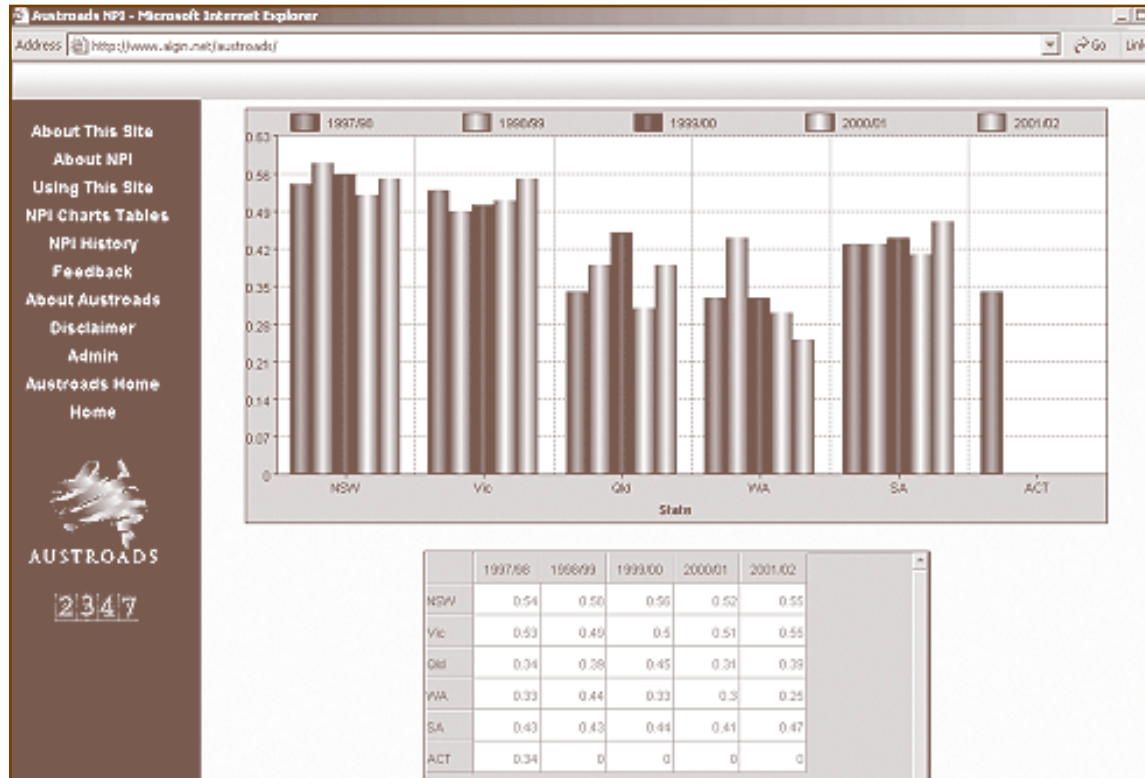 Austroads NPI - Microsoft Internet Explorer
Address http://www.algn.net/austroads/ Go Link
About This Site
About NPI
Using This Site
NPI Charts Tables
NPI History
Feedback
About Austroads
Disclaimer
Admin
Austroads Home
Home
AUSTROADS
2347
1997/98 1998/99 1999/00 2000/01 2001/02
0.63
0.56
0.49
0.42
0.35
0.28
0.21
0.14
0.07
0
NSW Vic Qld WA SA ACT
State
1997/98 1998/99 1999/00 2000/01 2001/02
NSW 0.54 0.56 0.52 0.55
Vic 0.53 0.49 0.5 0.51 0.55
Qld 0.34 0.39 0.45 0.31 0.39
WA 0.33 0.44 0.33 0.3 0.25
SA 0.43 0.43 0.44 0.41 0.47
ACT 0.34 0 0 0 0